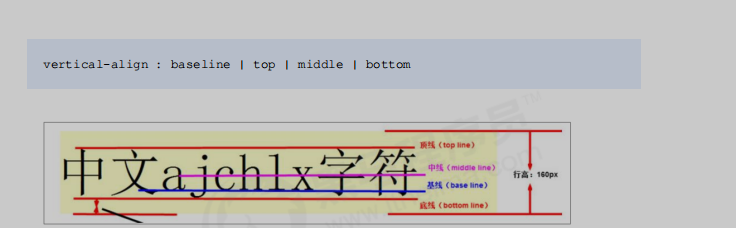 vertical-align : baseline | top | middle | bottom
中文ajchlx字符
顶线（top line）
中线（middle line）
基线（base line）
底线（bottom line）
行高：160px